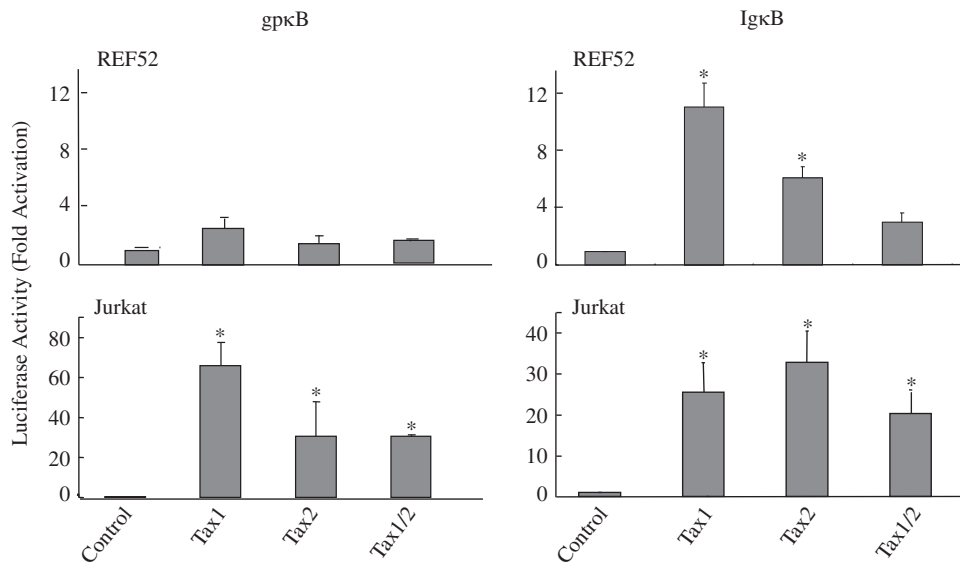 gpκB
IgκB
Luciferase Activity (Fold Activation)
REF52
12
8
4
0
REF52
*
*
12
8
4
0
Jurkat
*
*
*
80
60
40
20
0
Control
Tax1
Tax2
Tax1/2
Jurkat
*
*
*
40
30
20
10
0
Control
Tax1
Tax2
Tax1/2